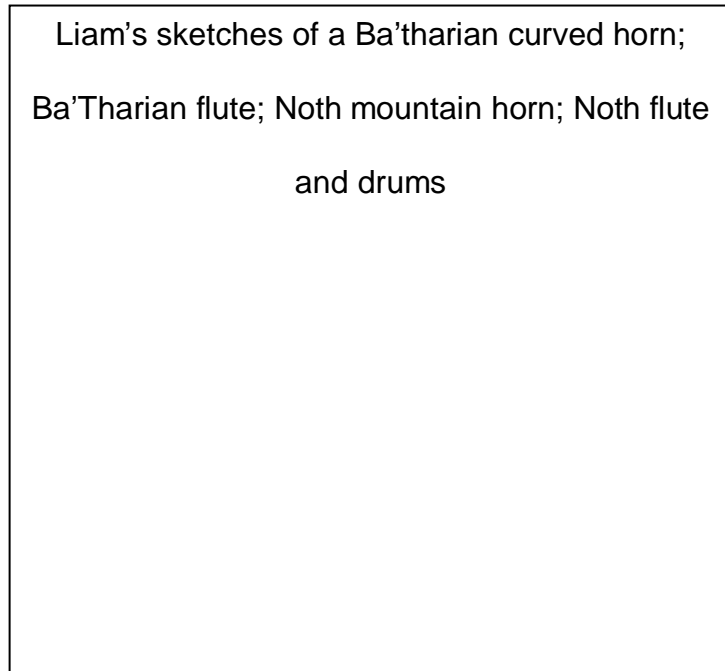 Liam’s sketches of a Ba’tharian curved horn;
Ba’Tharian flute; Noth mountain horn; Noth flute
and drums